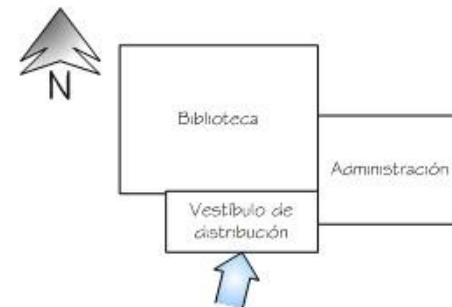 N
Biblioteca
Administración
Vestíbulo de
distribución